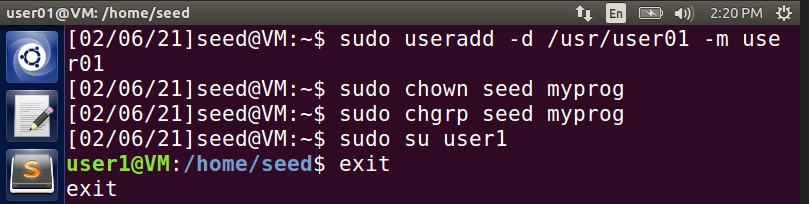 user01@VM: /home/seed
En
2:20 PM
[02/06/21]seed@VM:~$ sudo useradd -d /usr/user01 -m use
r01
[02/06/21]seed@VM:~$ sudo chown seed myprog
[02/06/21]seed@VM:~$ sudo chgrp seed myprog
[02/06/21]seed@VM:~$ sudo su user1
user1@VM:/home/seed$ exit
exit